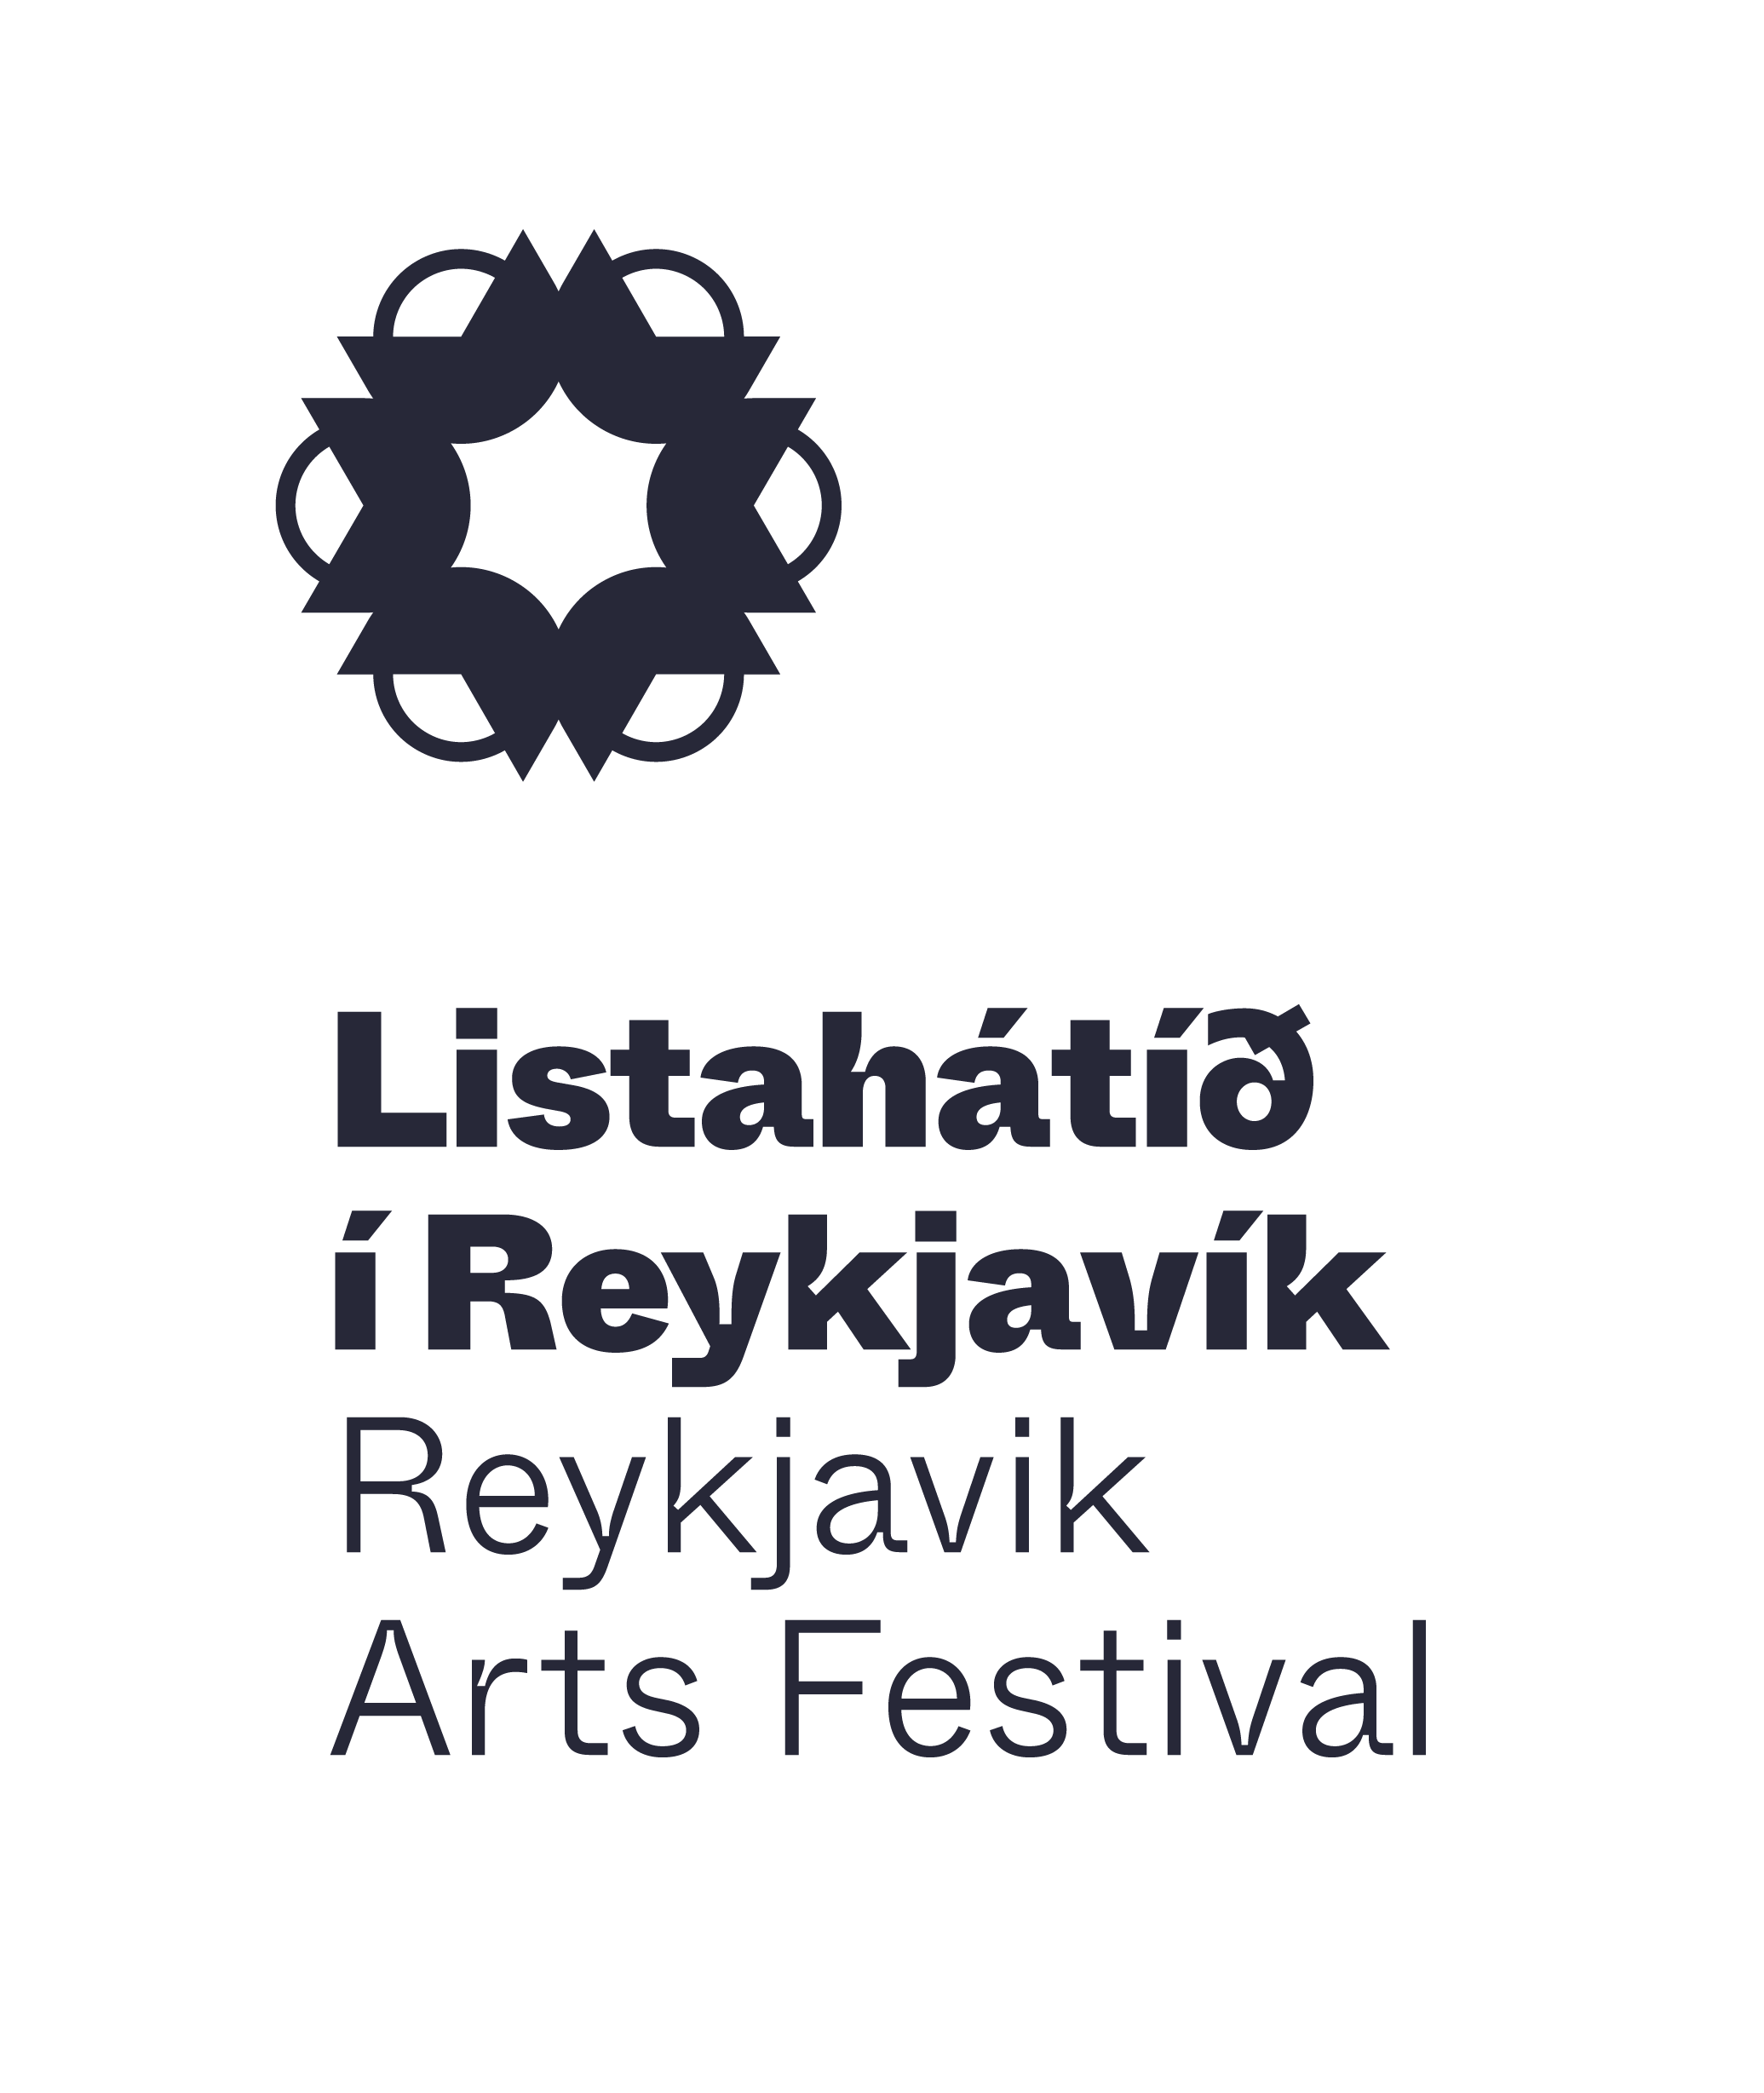 Listahátíð
í Reykjavík
Reykjavik
Arts Festival